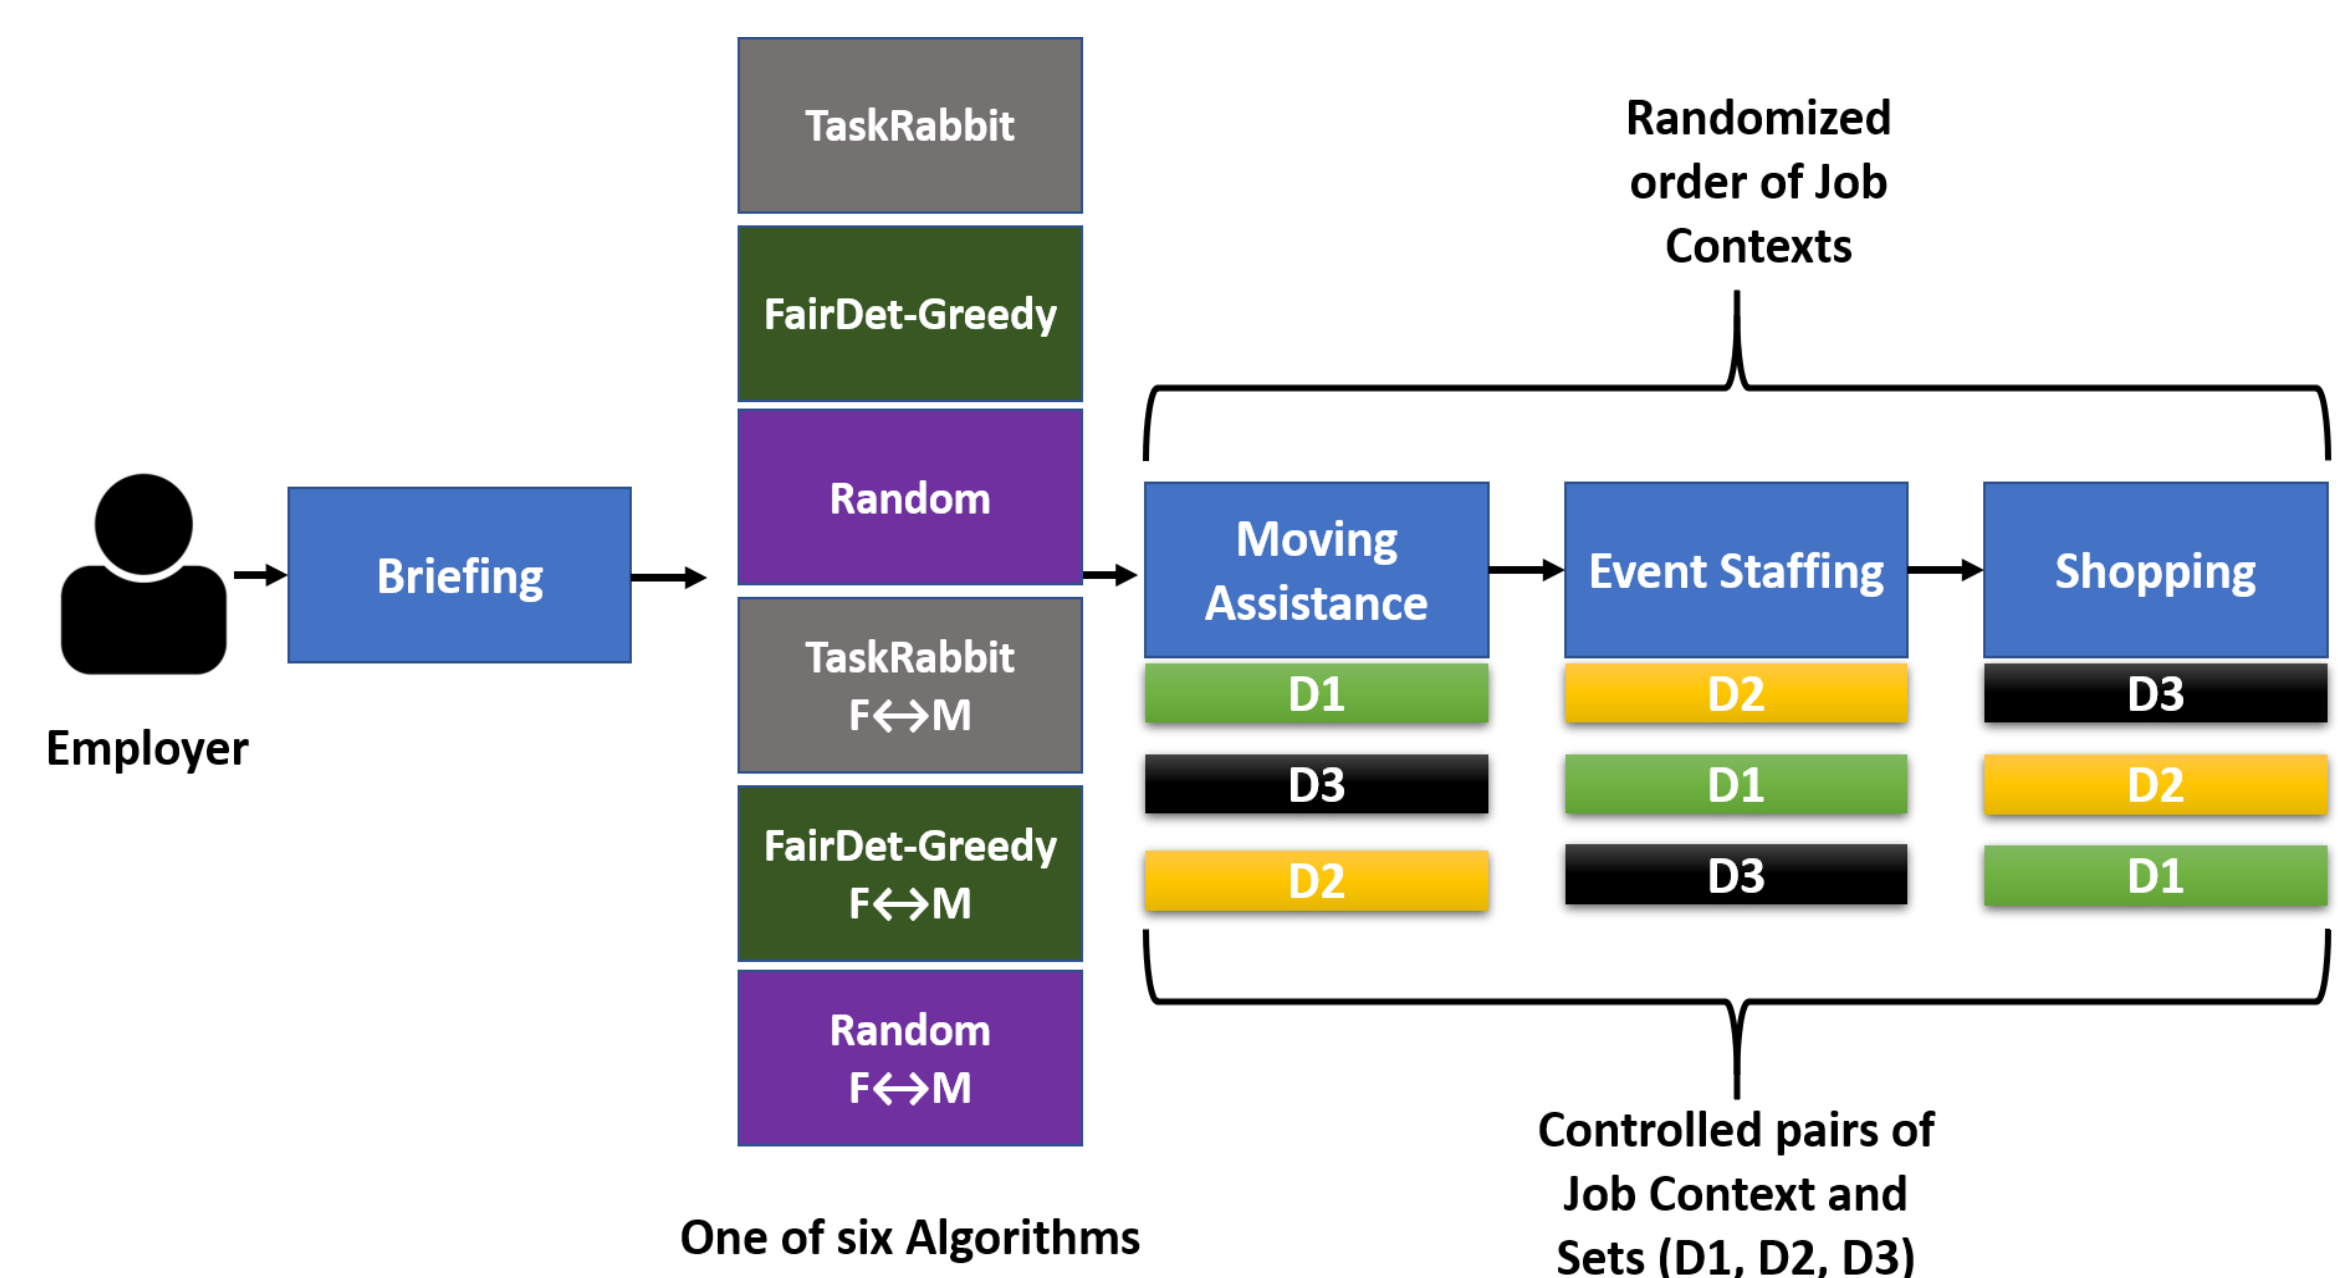 TaskRabbit
FairDet-Greedy
Random
TaskRabbit
F↔M
FairDet-Greedy
F↔M
Random
F↔M
One of six Algorithms
Employer
Briefing
Randomized
order of Job
Contexts
Moving
Assistance
Event Staffing
Shopping
D1
D2
D3
D3
D1
D2
D2
D3
D1
Controlled pairs of
Job Context and
Sets (D1, D2, D3)